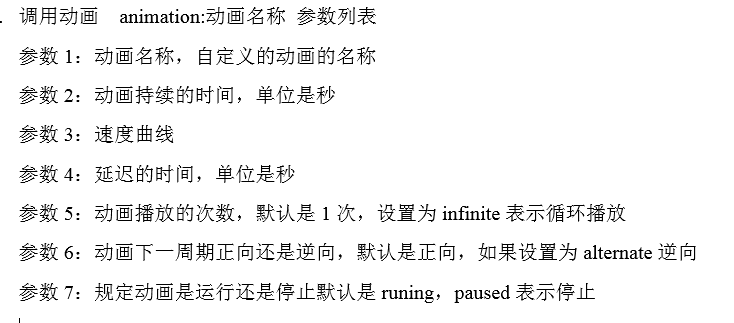 . 调用动画 animation:动画名称 参数列表
参数 1：动画名称，自定义的动画的名称
参数 2：动画持续的时间，单位是秒
参数 3：速度曲线
参数 4：延迟的时间，单位是秒
参数 5：动画播放的次数，默认是 1 次，设置为 infinite 表示循环播放
参数 6：动画下一周期正向还是逆向，默认是正向，如果设置为 alternate 逆向
参数 7：规定动画是运行还是停止默认是 runing，paused 表示停止